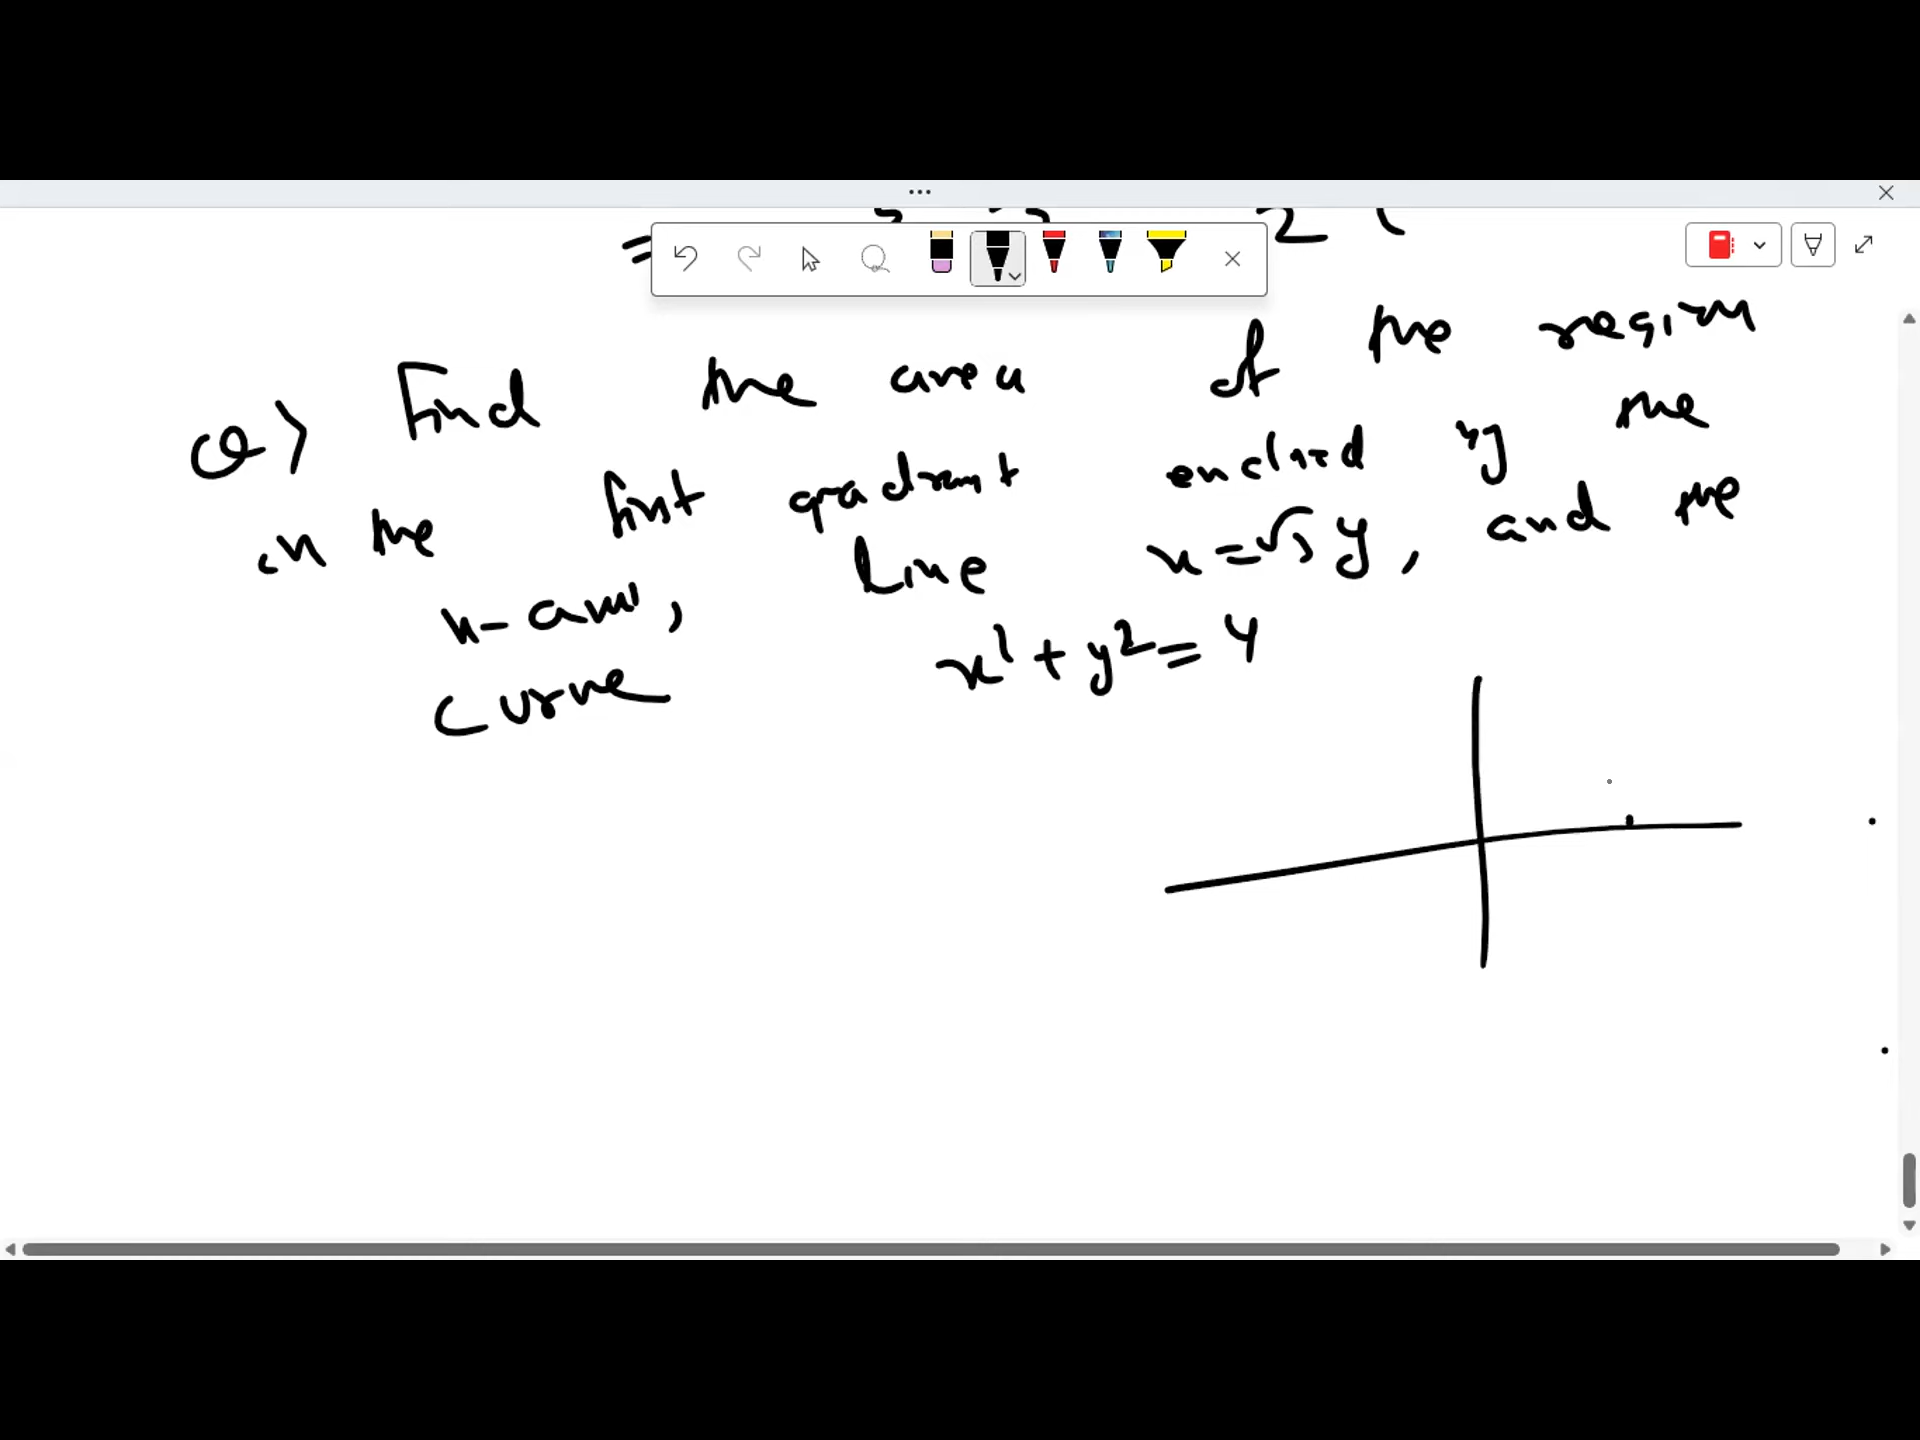 =
2
Q) Find the area of the region
in the first quadrant enclosed by the
x-axis, line x=√3 y, and the
curve x² + y² = 4